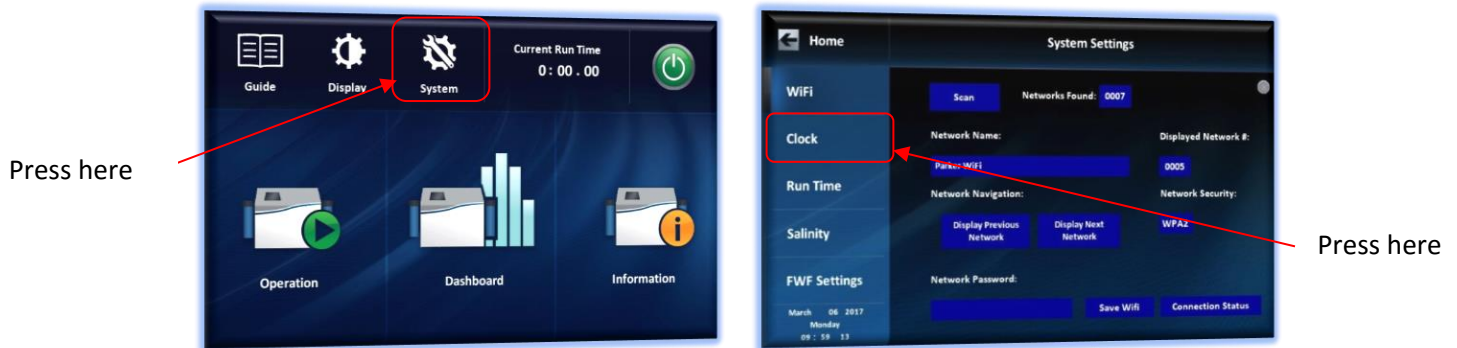 Press here
Guide
Display
System
Current Run Time
0: 00 . 00
Operation
Dashboard
Information
Home
System Settings
WiFi
Clock
Run Time
Salinity
FWF Settings
March 06 2017
Monday
09 : 59 13
Scan
Networks Found: 0007
Network Name:
Displayed Network #:
Parker WiFi
0005
Network Navigation:
Network Security:
Display Previous
Network
Display Next
Network
WPA2
Network Password:
Save Wifi
Connection Status
Press here